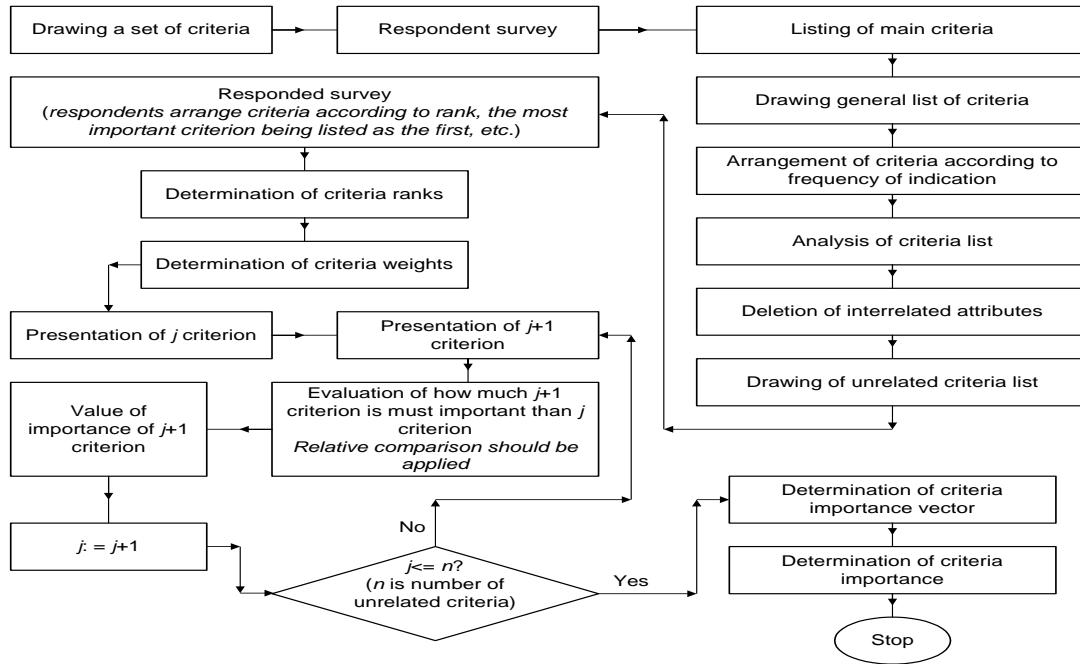 Drawing a set of criteria
Respondent survey
Listing of main criteria
Drawing general list of criteria
Arrangement of criteria according to
frequency of indication
Analysis of criteria list
Deletion of interrelated attributes
Drawing of unrelated criteria list
Responded survey
(respondents arrange criteria according to rank, the most
important criterion being listed as the first, etc.)
Determination of criteria ranks
Determination of criteria weights
Presentation of j criterion
Presentation of j+1
criterion
Evaluation of how much j+1
criterion is must important than j
criterion
Relative comparison should be
applied
Value of
importance of j+1
criterion
j: = j+1
j<= n?
(n is number of
unrelated criteria)
No
Yes
Determination of criteria
importance vector
Determination of criteria
importance
Stop